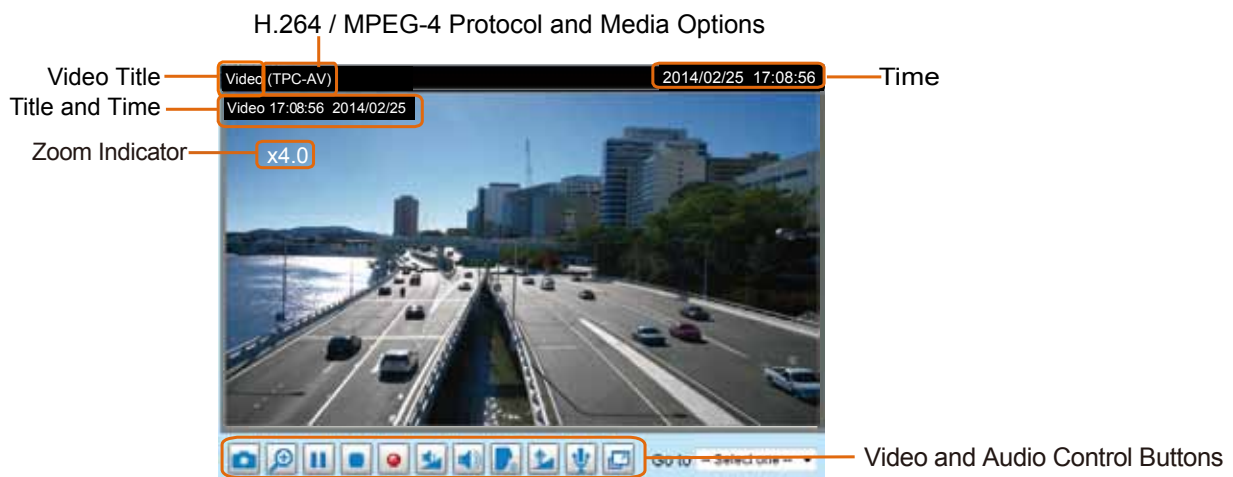 H.264 / MPEG-4 Protocol and Media Options
Video Title
Video (TPC-AV)
2014/02/25 17:08:56
Time
Title and Time
Video 17:08:56 2014/02/25
Zoom Indicator
x4.0
Go to
-- Select one --
Video and Audio Control Buttons